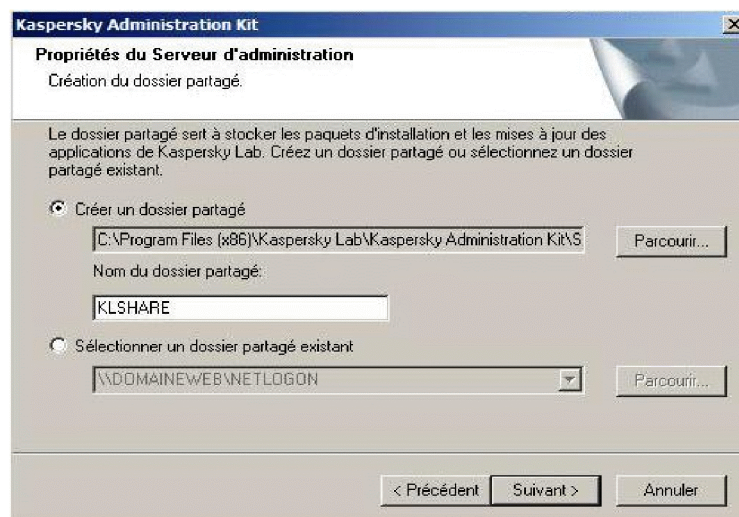 Kaspersky Administration Kit
Propriétés du Serveur d'administration
Création du dossier partagé.
Le dossier partagé sert à stocker les paquets d'installation et les mises à jour des
applications de Kaspersky Lab. Créez un dossier partagé ou sélectionnez un dossier
partagé existant.
Créer un dossier partagé
C:\Program Files (x86)\Kaspersky Lab\Kaspersky Administration Kit\S
Parcourir...
Nom du dossier partagé:
KLSHARE
Sélectionner un dossier partagé existant
\\DOMAINEWEB\NETLOGON
Parcourir...
< Précédent
Suivant >
Annuler